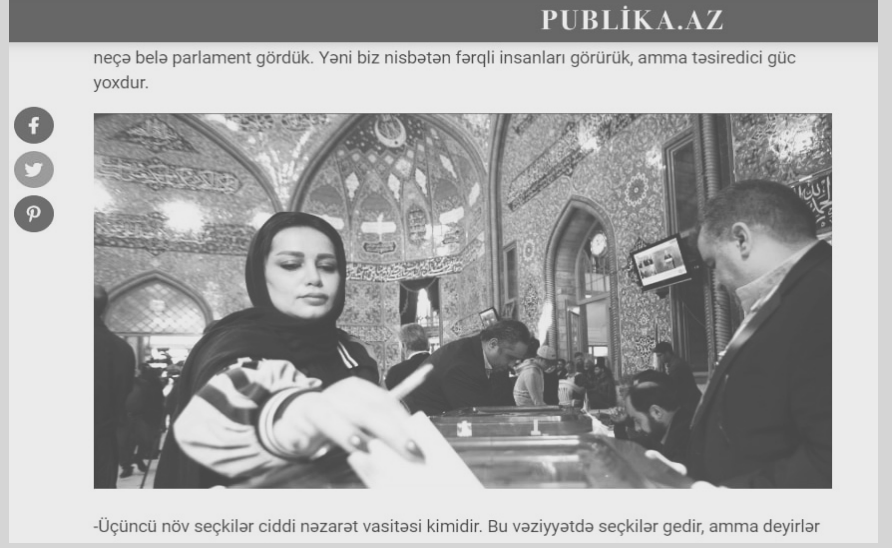 PUBLİKA.AZ
neçə belə parlament gördük. Yəni biz nisbətən fərqli insanları görürük, amma təsiredici güc
yoxdur.
-Üçüncü növ seçkilər ciddi nəzarət vasitəsi kimidir. Bu vəziyyətdə seçkilər gedir, amma deyirlər